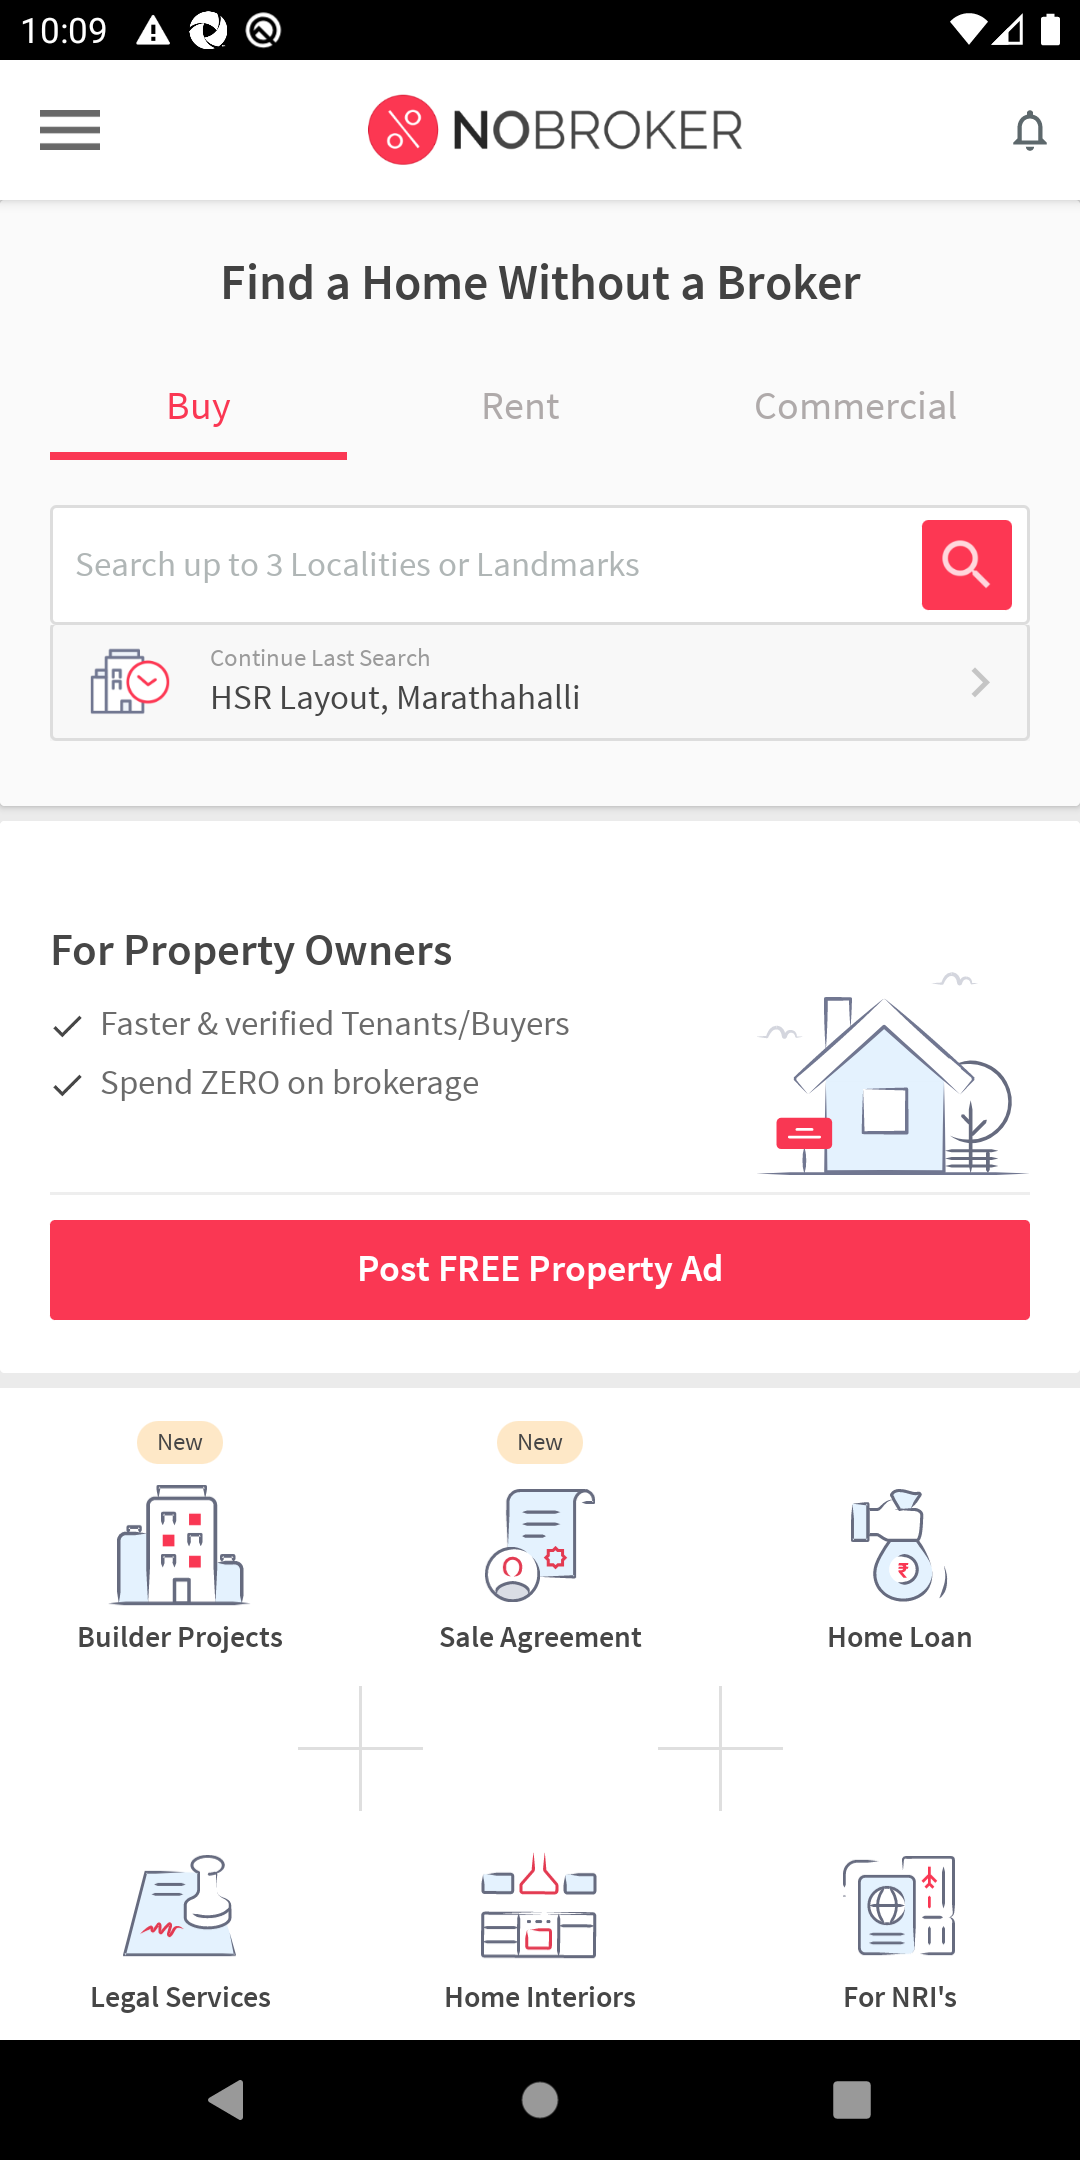 10:09
NOBROKER
Find a Home Without a Broker
Buy
Rent
Commercial
Search up to 3 Localities or Landmarks
Continue Last Search
HSR Layout, Marathahalli
For Property Owners
Faster & verified Tenants/Buyers
Spend ZERO on brokerage
Post FREE Property Ad
New
New
Builder Projects
Sale Agreement
Home Loan
Legal Services
Home Interiors
For NRI's